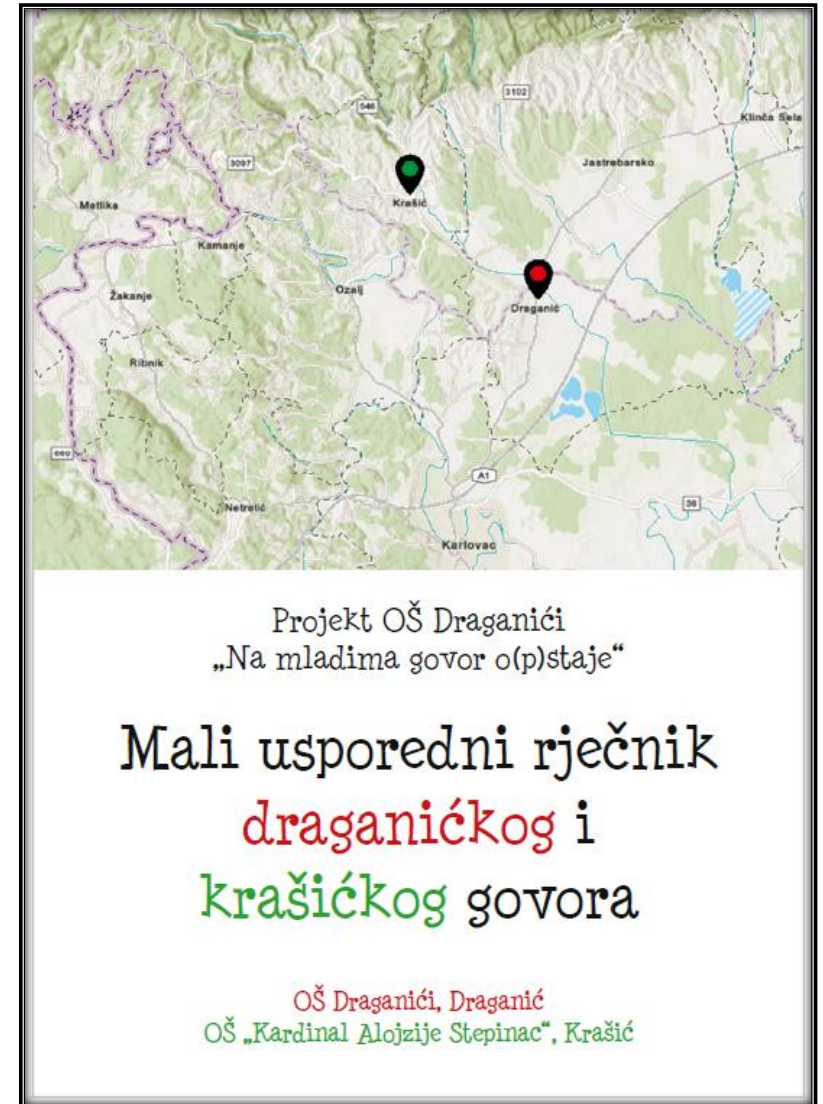 546
3102
Klinča Sela
3097
Jastrebarsko
Krašić
Metlika
Kamanje
Ozalj
Žakanje
Draganić
Ribnik
660
A1
36
Netretić
Karlovac
Projekt OŠ Draganići
„Na mladima govor o(p)staje“
Mali usporedni rječnik
draganićkog i
krašićkog govora
OŠ Draganići, Draganić
OŠ „Kardinal Alojzije Stepinac“, Krašić